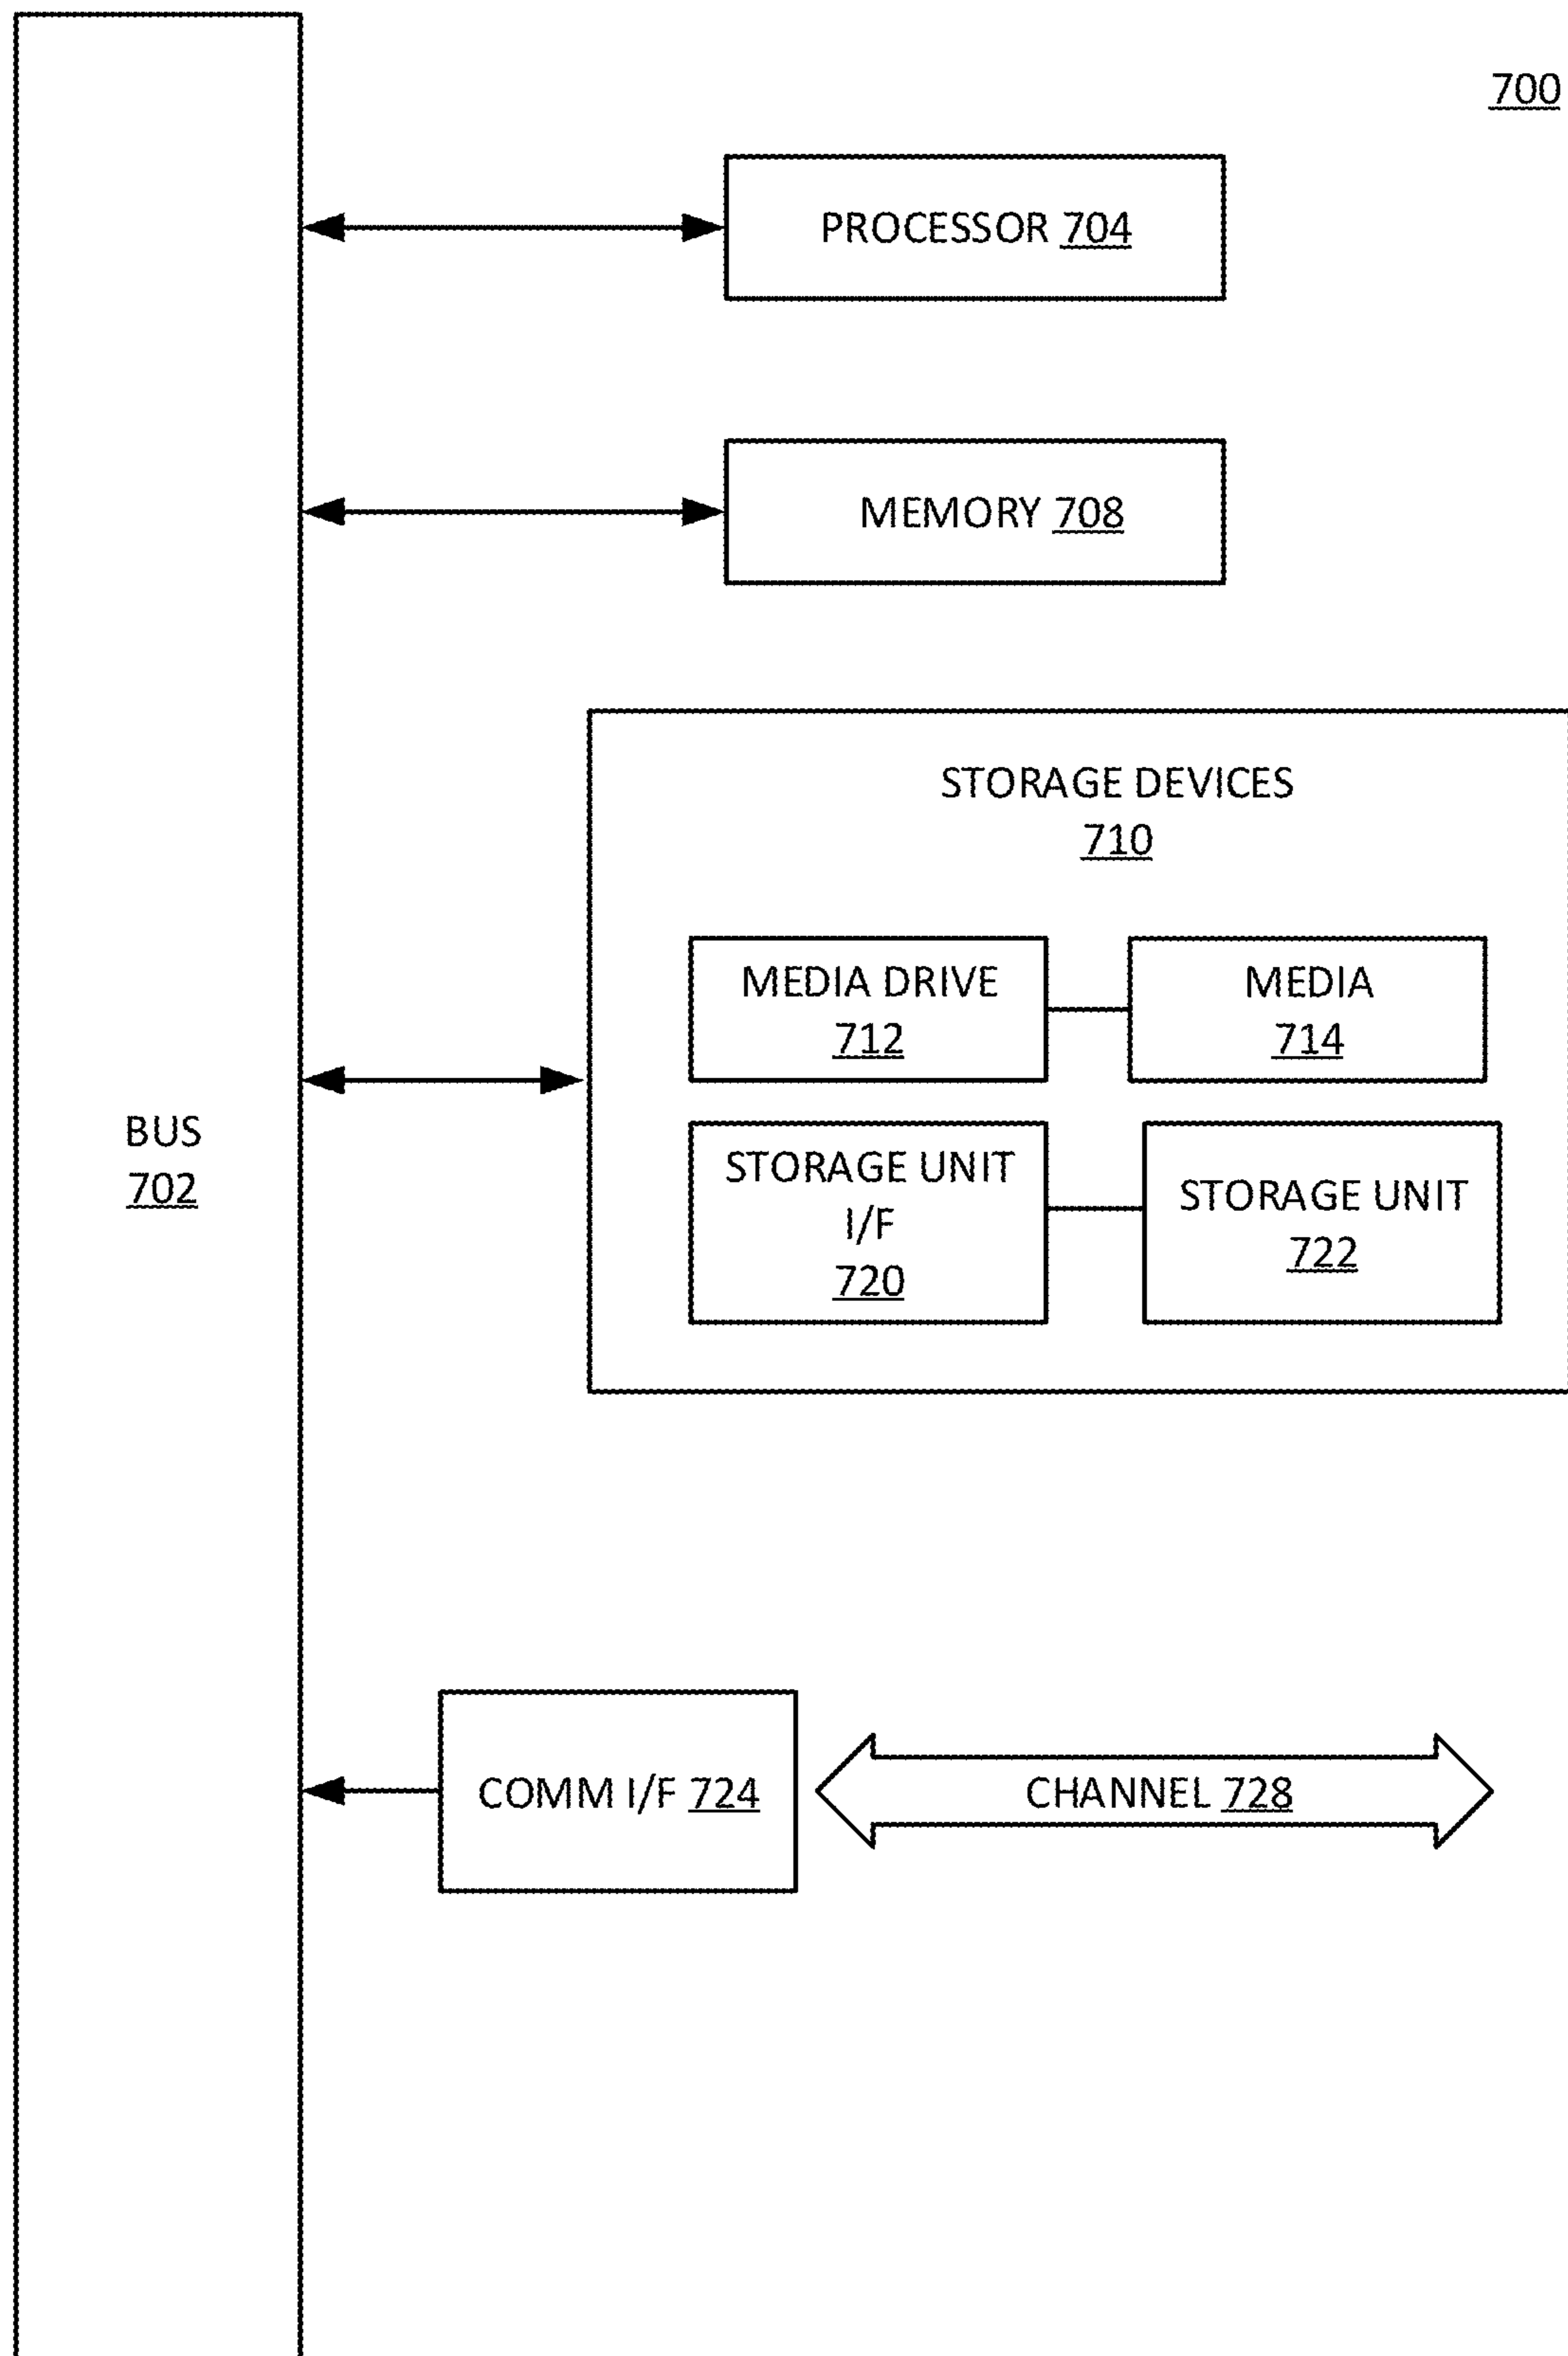 700
PROCESSOR 704
MEMORY 708
STORAGE DEVICES
710
MEDIA DRIVE
712
MEDIA
714
BUS
702
STORAGE UNIT
I/F
720
STORAGE UNIT
722
COMM I/F 724
CHANNEL 728